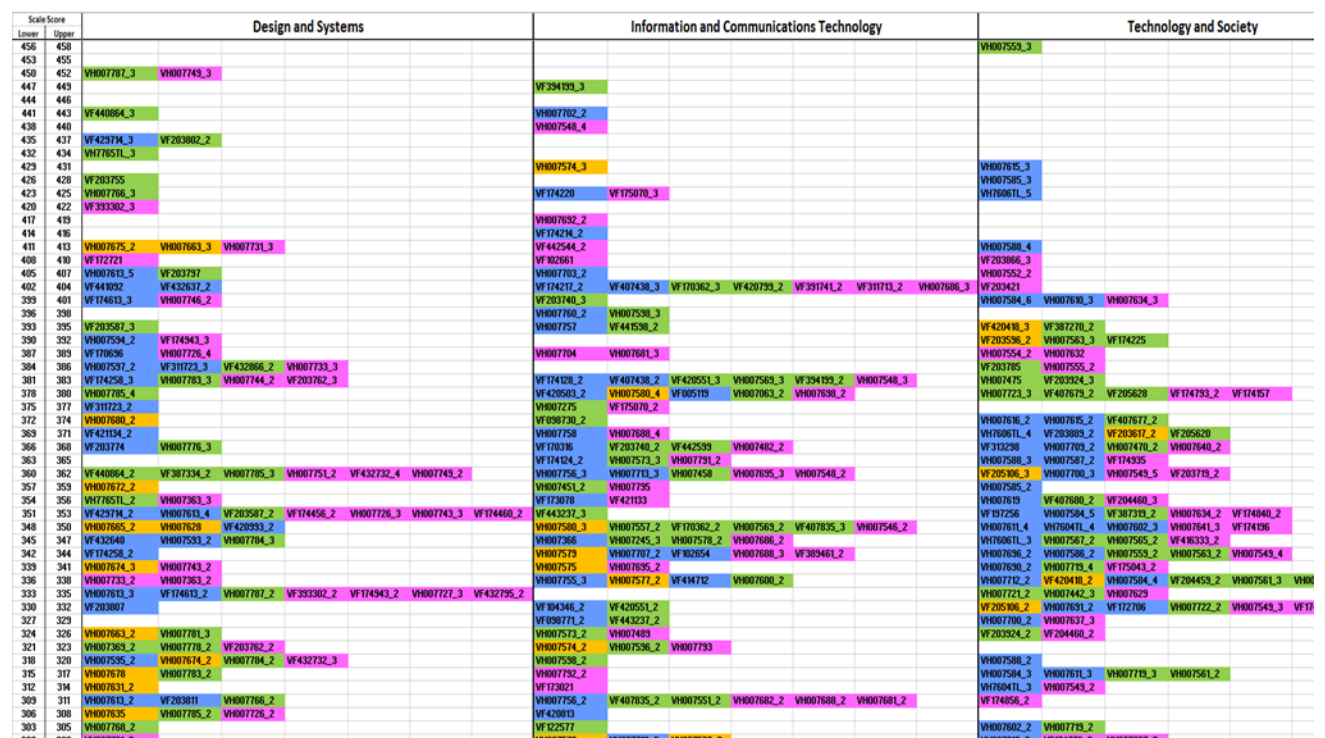 Scale Score Design and Systems Information and Communications Technology Technology and Society
Lower Upper
456 458 VH007559_3
453 455
450 452 VH007787_3 VH007749_3
447 449 VF394199_3
444 446
441 443 VF440864_3 VH007702_2
438 440 VH007548_4
435 437 VF429714_3 VF203802_2
432 434 VH7765TL_3
429 431 VH007574_3 VH007615_3
426 428 VF203755 VH007585_3
423 425 VH007766_3 VF174220 VF175070_3 VH7606TL_5
420 422 VF393302_3
417 419 VH007692_2
414 416 VF174214_2
411 413 VH007675_2 VH007663_3 VH007731_3 VF442544_2 VH007588_4
408 410 VF172721 VF102661 VF203866_3
405 407 VH007613_5 VF203797 VH007703_2 VH007552_2
402 404 VF441092 VF432637_2 VF174217_2 VF407438_3 VF170362_3 VF420799_2 VF391741_2 VF311713_2 VH007686_3 VF203421
399 401 VF174613_3 VH007746_2 VF203740_3 VH007584_6 VH007610_3 VH007634_3
396 398 VH007760_2 VH007598_3
393 395 VF203587_3 VH007757 VF441598_2 VF420418_3 VF387270_2
390 392 VH007594_2 VF174943_3 VF203596_2 VH007563_3 VF174225
387 389 VF170696 VH007726_4 VH007704 VH007681_3 VH007554_2 VH007632
384 386 VH007597_2 VF311723_3 VF432866_2 VH007733_3 VF203785 VH007555_2
381 383 VF174258_3 VH007783_3 VH007744_2 VF203762_3 VF174128_2 VF407438_2 VF420551_3 VH007569_3 VF394199_2 VH007548_3 VH007475 VF203924_3
378 380 VH007785_4 VF420503_2 VH007580_4 VF005119 VH007063_2 VH007698_2 VH007723_3 VF407679_2 VF205628 VF174793_2 VF174157
375 377 VF311723_2 VH007275 VF175070_2
372 374 VH007680_2 VF098730_2 VH007616_2 VH007615_2 VF407677_2
369 371 VF421134_2 VH007758 VH007688_4 VH7606TL_4 VF203889_2 VF203617_2 VF205620
366 368 VF203774 VH007776_3 VF170316 VF203740_2 VF442599 VH007482_2 VF313298 VH007709_2 VH007470_2 VH007640_2
363 365 VF174124_2 VH007573_3 VH007791_2 VH007588_3 VH007587_2 VF174935
360 362 VF440864_2 VF387334_2 VH007785_3 VH007751_2 VF432732_4 VH007749_2 VH007756_3 VH007713_3 VH007458 VH007695_3 VH007548_2 VF205106_3 VH007700_3 VH007549_5 VF203719_2
357 359 VH007672_2 VH007451_2 VH007795 VH007585_2
354 356 VH7765TL_2 VH007363_3 VF173078 VF421133 VH007619 VF407680_2 VF204460_3
351 353 VF429714_2 VH007613_4 VF203587_2 VF174456_2 VH007726_3 VH007743_3 VF174460_2 VF443237_3 VF197256 VH007584_5 VF387319_2 VH007634_2 VF174840_2
348 350 VH007665_2 VH007628 VF420993_2 VH007580_3 VH007557_2 VF170362_2 VH007569_2 VF407835_3 VH007546_2 VH007611_4 VH7604TL_4 VH007602_3 VH007641_3 VF174196
345 347 VF432640 VH007593_2 VH007784_3 VH007366 VH007245_3 VH007578_2 VH007686_2 VH7606TL_3 VH007567_2 VH007565_2 VF416333_2
342 344 VF174258_2 VH007579 VH007707_2 VF102654 VH007688_3 VF389461_2 VH007696_2 VH007586_2 VH007559_2 VH007563_2 VH007549_4
339 341 VH007674_3 VH007743_2 VH007575 VH007695_2 VH007690_2 VH007719_4 VF175043_2
336 338 VH007733_2 VH007363_2 VH007755_3 VH007577_2 VF414712 VH007600_2 VH007712_2 VF420418_2 VH007584_4 VF204459_2 VH007561_3
333 335 VH007613_3 VF174613_2 VH007787_2 VF393302_2 VF174943_2 VH007727_3 VF432795_2 VH007721_2 VH007442_3 VH007629
330 332 VF203807 VF104346_2 VF420551_2 VF205106_2 VH007691_2 VF172706 VH007722_2 VH007549_3
327 329 VF098771_2 VF443237_2 VH007700_2 VH007637_3
324 326 VH007663_2 VH007781_3 VH007573_2 VH007489 VF203924_2 VF204460_2
321 323 VH007369_2 VH007778_2 VF203762_2 VH007574_2 VH007596_2 VH007793
318 320 VH007595_2 VH007674_2 VH007784_2 VF432732_3 VH007598_2 VH007588_2
315 317 VH007678 VH007783_2 VH007792_2 VH007584_3 VH007611_3 VH007719_3 VH007561_2
312 314 VH007631_2 VF173021 VH7604TL_3 VH007549_2
309 311 VH007613_2 VF203811 VH007766_2 VH007756_2 VF407835_2 VH007551_2 VH007682_2 VH007688_2 VH007681_2 VF174856_2
306 308 VH007635 VH007785_2 VH007726_2 VF420813
303 305 VH007768_2 VF122577 VH007602_2 VH007719_2